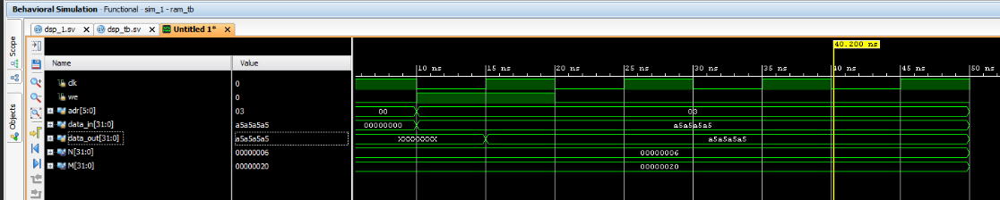 Behavioral Simulation - Functional - sim_1 - ram_tb
Scope
Objects
dsp_1.sv × dsp_tb.sv × Untitled 1* ×
40.200 ns
Name Value
10 ns 15 ns 20 ns 25 ns 30 ns 35 ns 40 ns 45 ns 50 ns
clk 0
we 0
adr[5:0] 03 00 03
data_in[31:0] a5a5a5a5 00000000 a5a5a5a5
data_out[31:0] a5a5a5a5 XXXXXXXX a5a5a5a5
N[31:0] 00000006 00000006
M[31:0] 00000020 00000020